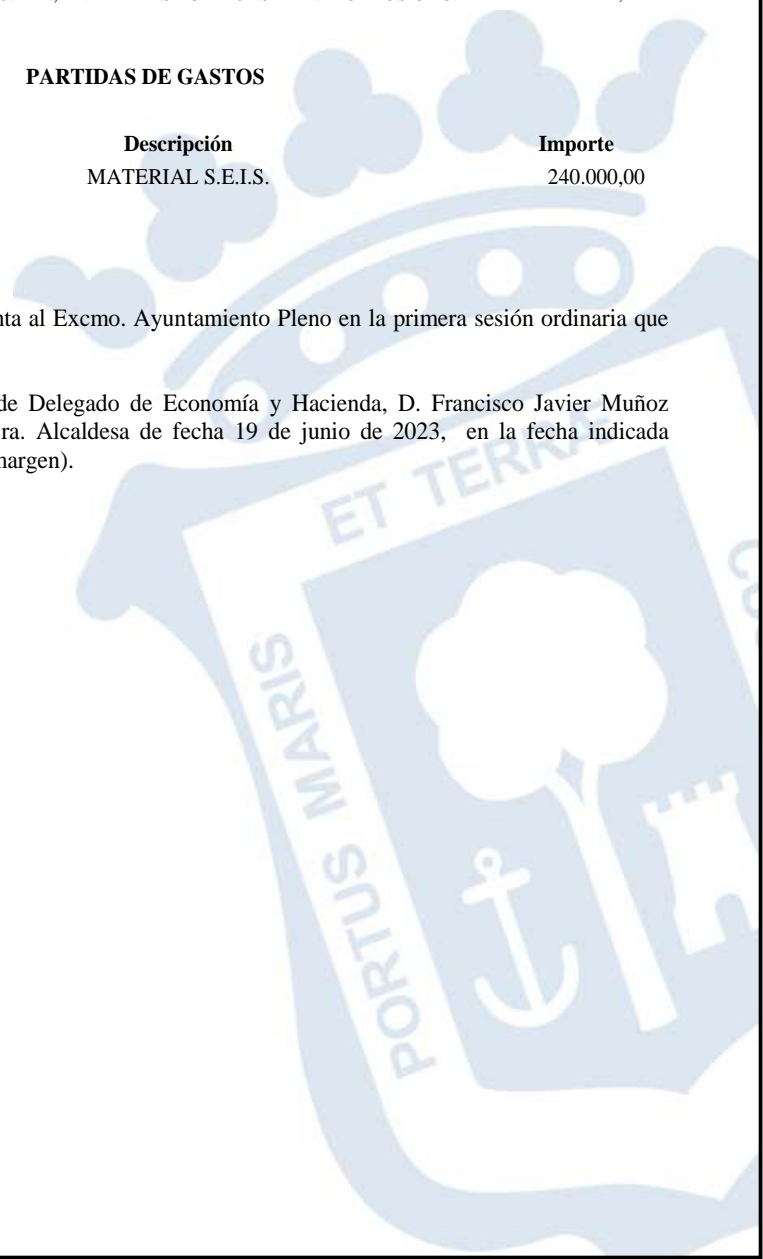 PARTIDAS DE GASTOS
Descripción Importe
MATERIAL S.E.I.S. 240.000,00
nta al Excmo. Ayuntamiento Pleno en la primera sesión ordinaria que
de Delegado de Economía y Hacienda, D. Francisco Javier Muñoz
ra. Alcaldesa de fecha 19 de junio de 2023, en la fecha indicada
margen).
ET TERRA
PORTUS MARIS